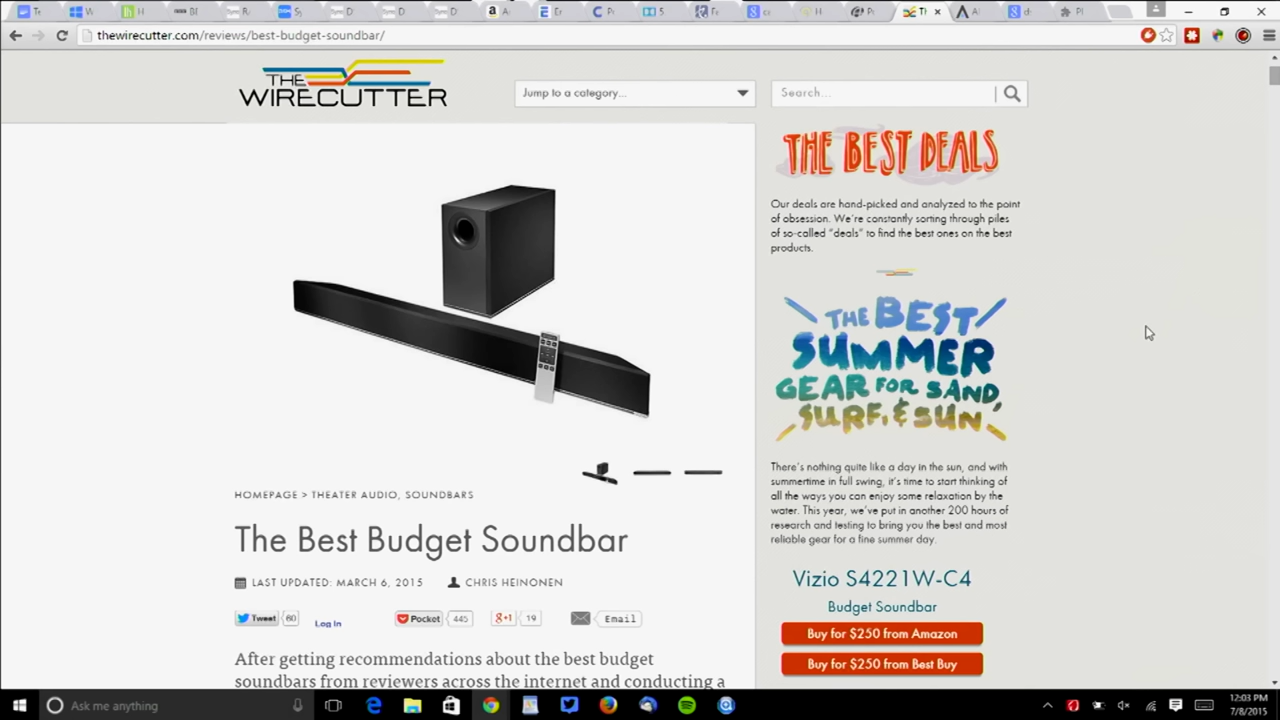 thewirecutter.com/reviews/best-budget-soundbar/
THE
WIRECUTTER
Jump to a category...
Search...
THE BEST DEALS
Our deals are hand-picked and analyzed to the point
of obsession. We're constantly sorting through piles
of so-called "deals" to find the best ones on the best
products.
THE BEST
SUMMER
GEAR FOR SAND,
SURF, & SUN
There's nothing quite like a day in the sun, and with
summertime in full swing, it's time to start thinking of
all the ways you can enjoy some relaxation by the
water. This year, we've put in another 200 hours of
research and testing to bring you the best and most
reliable gear for a fine summer day.
HOMEPAGE > THEATER AUDIO, SOUNDBARS
The Best Budget Soundbar
LAST UPDATED: MARCH 6, 2015 CHRIS HEINONEN
Tweet 60 Log In Pocket 445 g+1 19 Email
After getting recommendations about the best budget
soundbars from reviewers across the internet and conducting a
Vizio S4221W-C4
Budget Soundbar
Buy for $250 from Amazon
Buy for $250 from Best Buy
Ask me anything
12:03 PM
7/8/2015